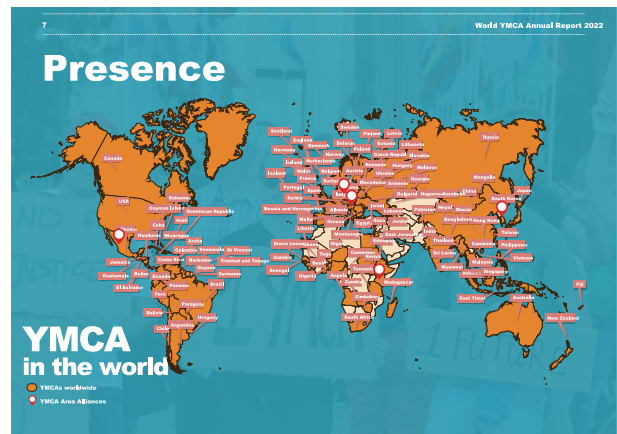 7
World YMCA Annual Report 2022
Presence
Sweden
Scotland
Finland
Latvia
England
Denmark
Belarus
Estonia
Lithuania
Russia
Germany
Norway
Poland
Canada
Ireland
Netherlands
Czech Republic
Slovakia
Iceland
Wales
Belgium
Austria
Romania
Hungary
Moldova
France
Ukraine
Georgia
Mongolia
Portugal
Spain
Macedonia
Armenia
China
Japan
Bahamas
Serbia
Italy
Bulgaria
South Korea
USA
Cayman Isles
Dominican Republic
Bosnia and Herzegovina
Albania
Lebanon
Pakistan
Nepal
Macau
Cuba
Haiti
Malta
Greece
Egypt
Jordan
Bangladesh
Hong Kong
Mexico
Honduras
Nicaragua
Liberia
Montenegro
East Jerusalem
India
Taiwan
Aruba
Sierra Leone
Ghana
Ethiopia
Thailand
Cambodia
Philippines
Colombia
Venezuela
St Vincent
Gambia
Togo
Cameroon
Kenya
Sri Lanka
Vietnam
Jamaica
Costa Rica
Barbados
Trinidad and Tobago
Senegal
Tanzania
Myanmar
Malaysia
Guatemala
Belize
Ecuador
Guyana
Suriname
Nigeria
Angola
Madagascar
Singapore
El Salvador
Panama
Brazil
Zambia
Fiji
Peru
Zimbabwe
East Timor
Australia
Paraguay
Bolivia
Uruguay
South Africa
New Zealand
Chile
Argentina
YMCA
in the world
YMCAs worldwide
YMCA Area Alliances